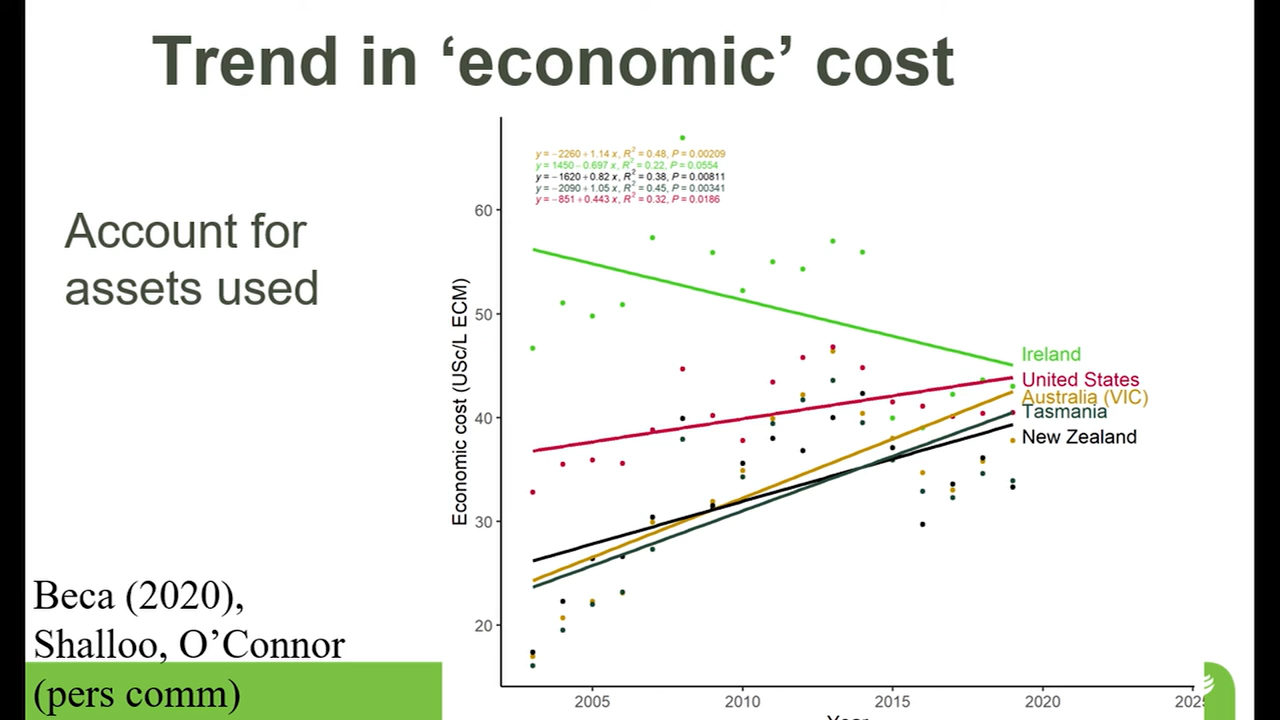 Trend in ‘economic’ cost
Account for
assets used
Beca (2020),
Shalloo, O’Connor
(pers comm)
y = −2260 + 1.14 x, R² = 0.48, P = 0.00209
y = 1450 − 0.697 x, R² = 0.22, P = 0.0554
y = −1620 + 0.82 x, R² = 0.38, P = 0.00811
y = −2090 + 1.05 x, R² = 0.45, P = 0.00341
y = −851 + 0.443 x, R² = 0.32, P = 0.0186
Economic cost (USc/L ECM)
60
50
40
30
20
Ireland
United States
Australia (VIC)
Tasmania
New Zealand
2005
2010
2015
2020